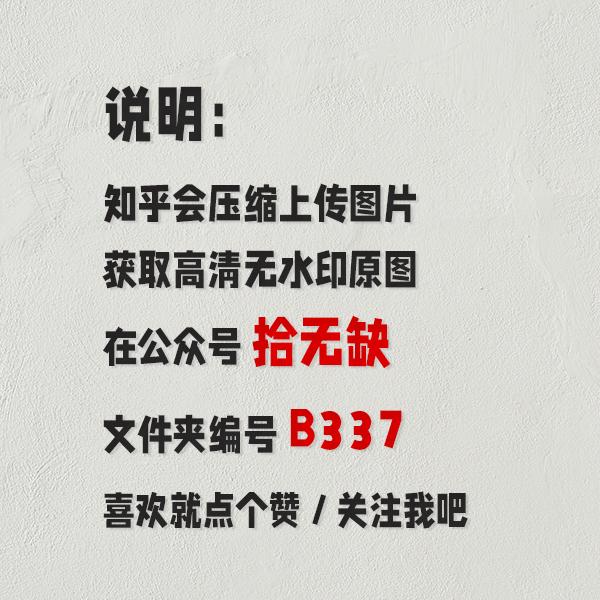 说明：
知乎会压缩上传图片
获取高清无水印原图
在公众号 拾无缺
文件夹编号 B337
喜欢就点个赞 / 关注我吧